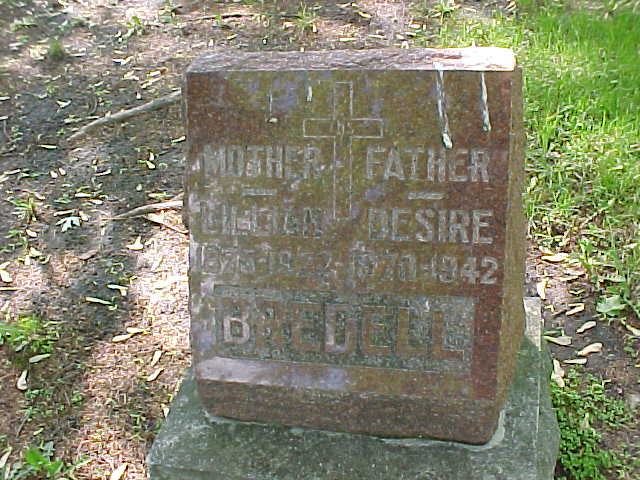 MOTHER FATHER
LILLIAN DESIRE
1870-1942
BREDELL